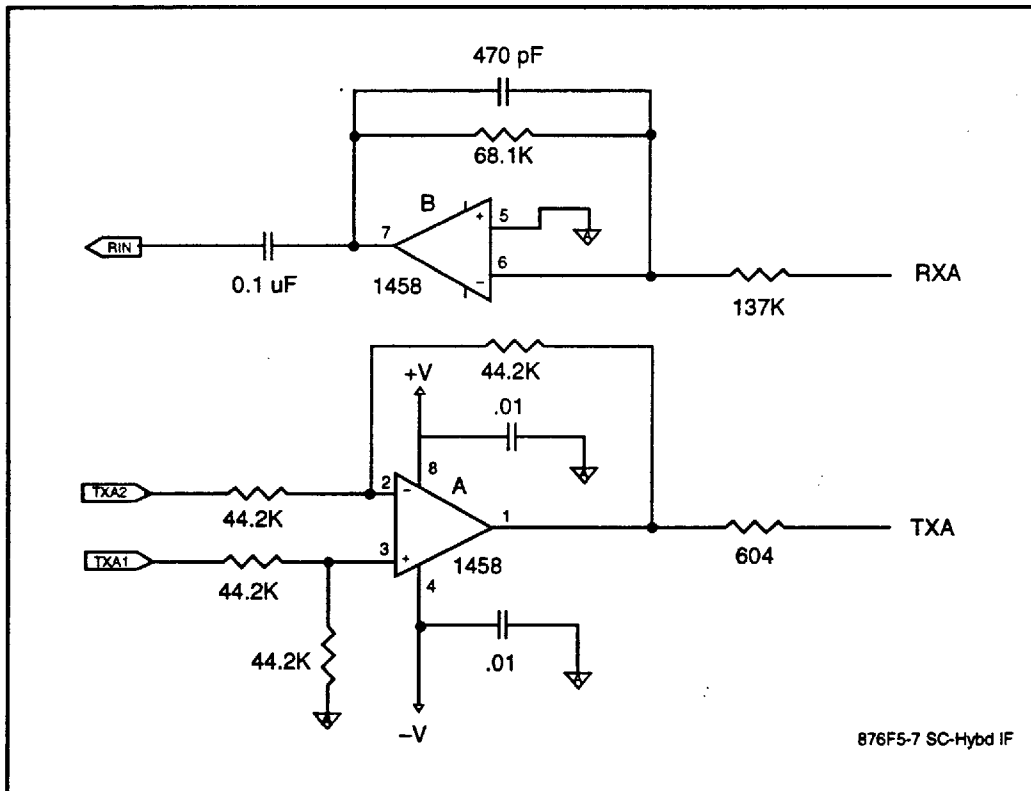 470 pF
68.1K
B
+
5
A
7
RIN
6
-
0.1 uF
1458
137K
RXA
44.2K
+V
.01
A
8
TXA2
2
-
A
44.2K
1
TXA
TXA1
3
+
604
44.2K
1458
4
44.2K
.01
A
A
-V
876F5-7 SC-Hybd IF